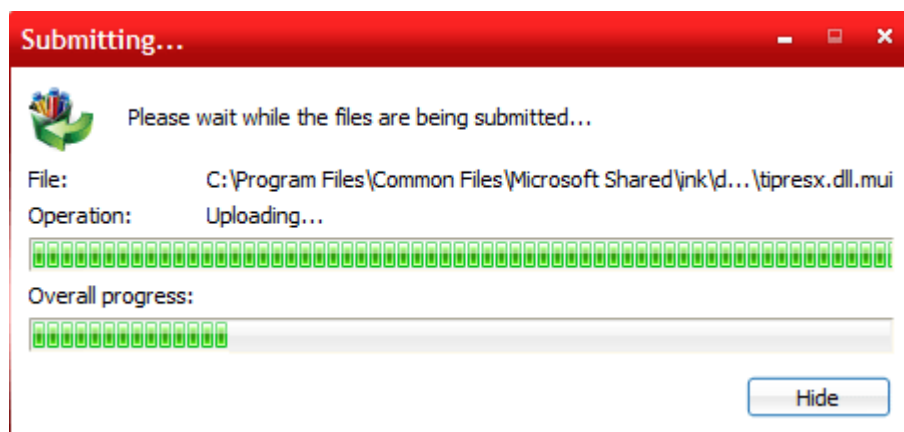 Submitting...
Please wait while the files are being submitted...
File: C:\Program Files\Common Files\Microsoft Shared\ink\d...\tipresx.dll.mui
Operation: Uploading...
Overall progress:
Hide